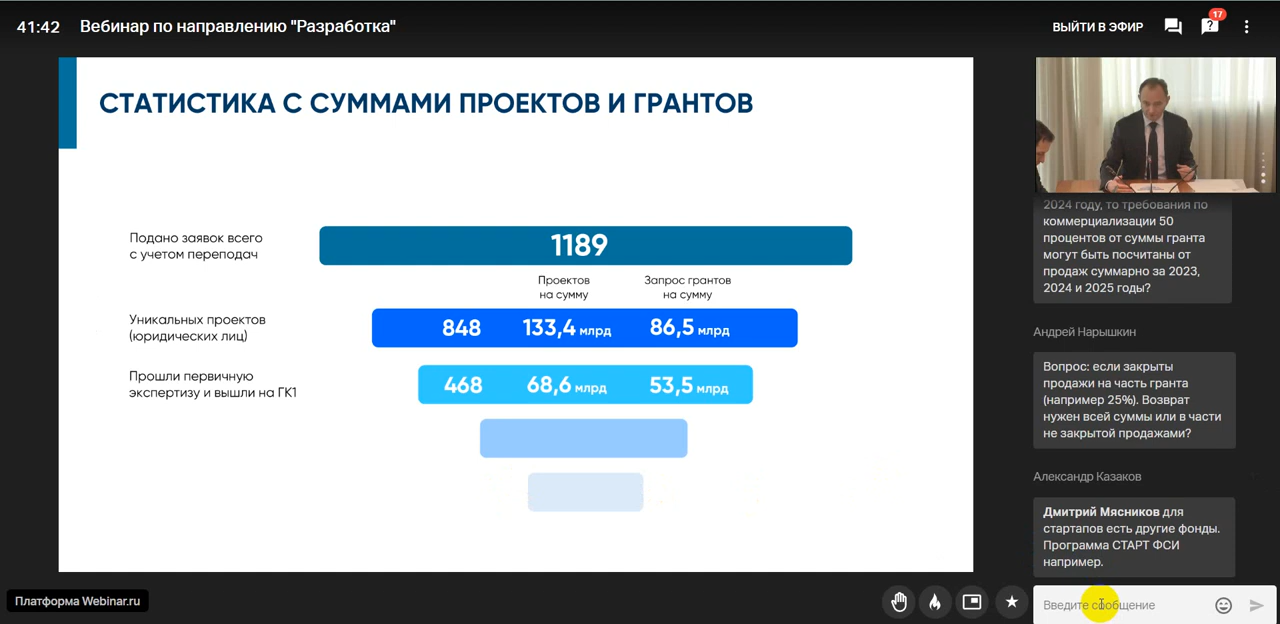 41:42
Вебинар по направлению "Разработка"
ВЫЙТИ В ЭФИР
17
СТАТИСТИКА С СУММАМИ ПРОЕКТОВ И ГРАНТОВ
Подано заявок всего
с учетом переподач
1189
Проектов
на сумму
Запрос грантов
на сумму
Уникальных проектов
(юридических лиц)
848 133,4 млрд 86,5 млрд
Прошли первичную
экспертизу и вышли на ГК1
468 68,6 млрд 53,5 млрд
2024 году, то требования по
коммерциализации 50
процентов от суммы гранта
могут быть посчитаны от
продаж суммарно за 2023,
2024 и 2025 годы?
Андрей Нарышкин
Вопрос: если закрыты
продажи на часть гранта
(например 25%). Возврат
нужен всей суммы или в части
не закрытой продажами?
Александр Казаков
Дмитрий Мясников для
стартапов есть другие фонды.
Программа СТАРТ ФСИ
например.
Платформа Webinar.ru
Введите сообщение